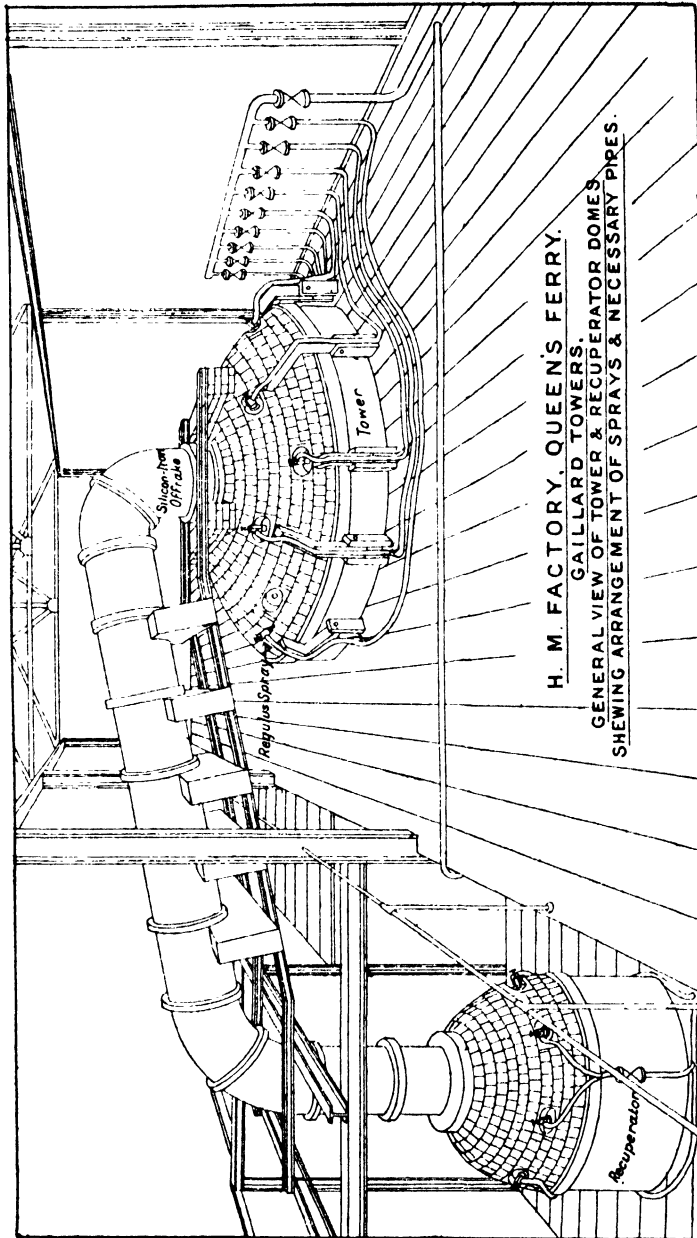 Silicon-Iron
Offtake
Tower
Regulus Spray
Recuperator
H. M. FACTORY, QUEEN'S FERRY.
GAILLARD TOWERS.
GENERAL VIEW OF TOWER & RECUPERATOR DOMES
SHEWING ARRANGEMENT OF SPRAYS & NECESSARY PIPES.